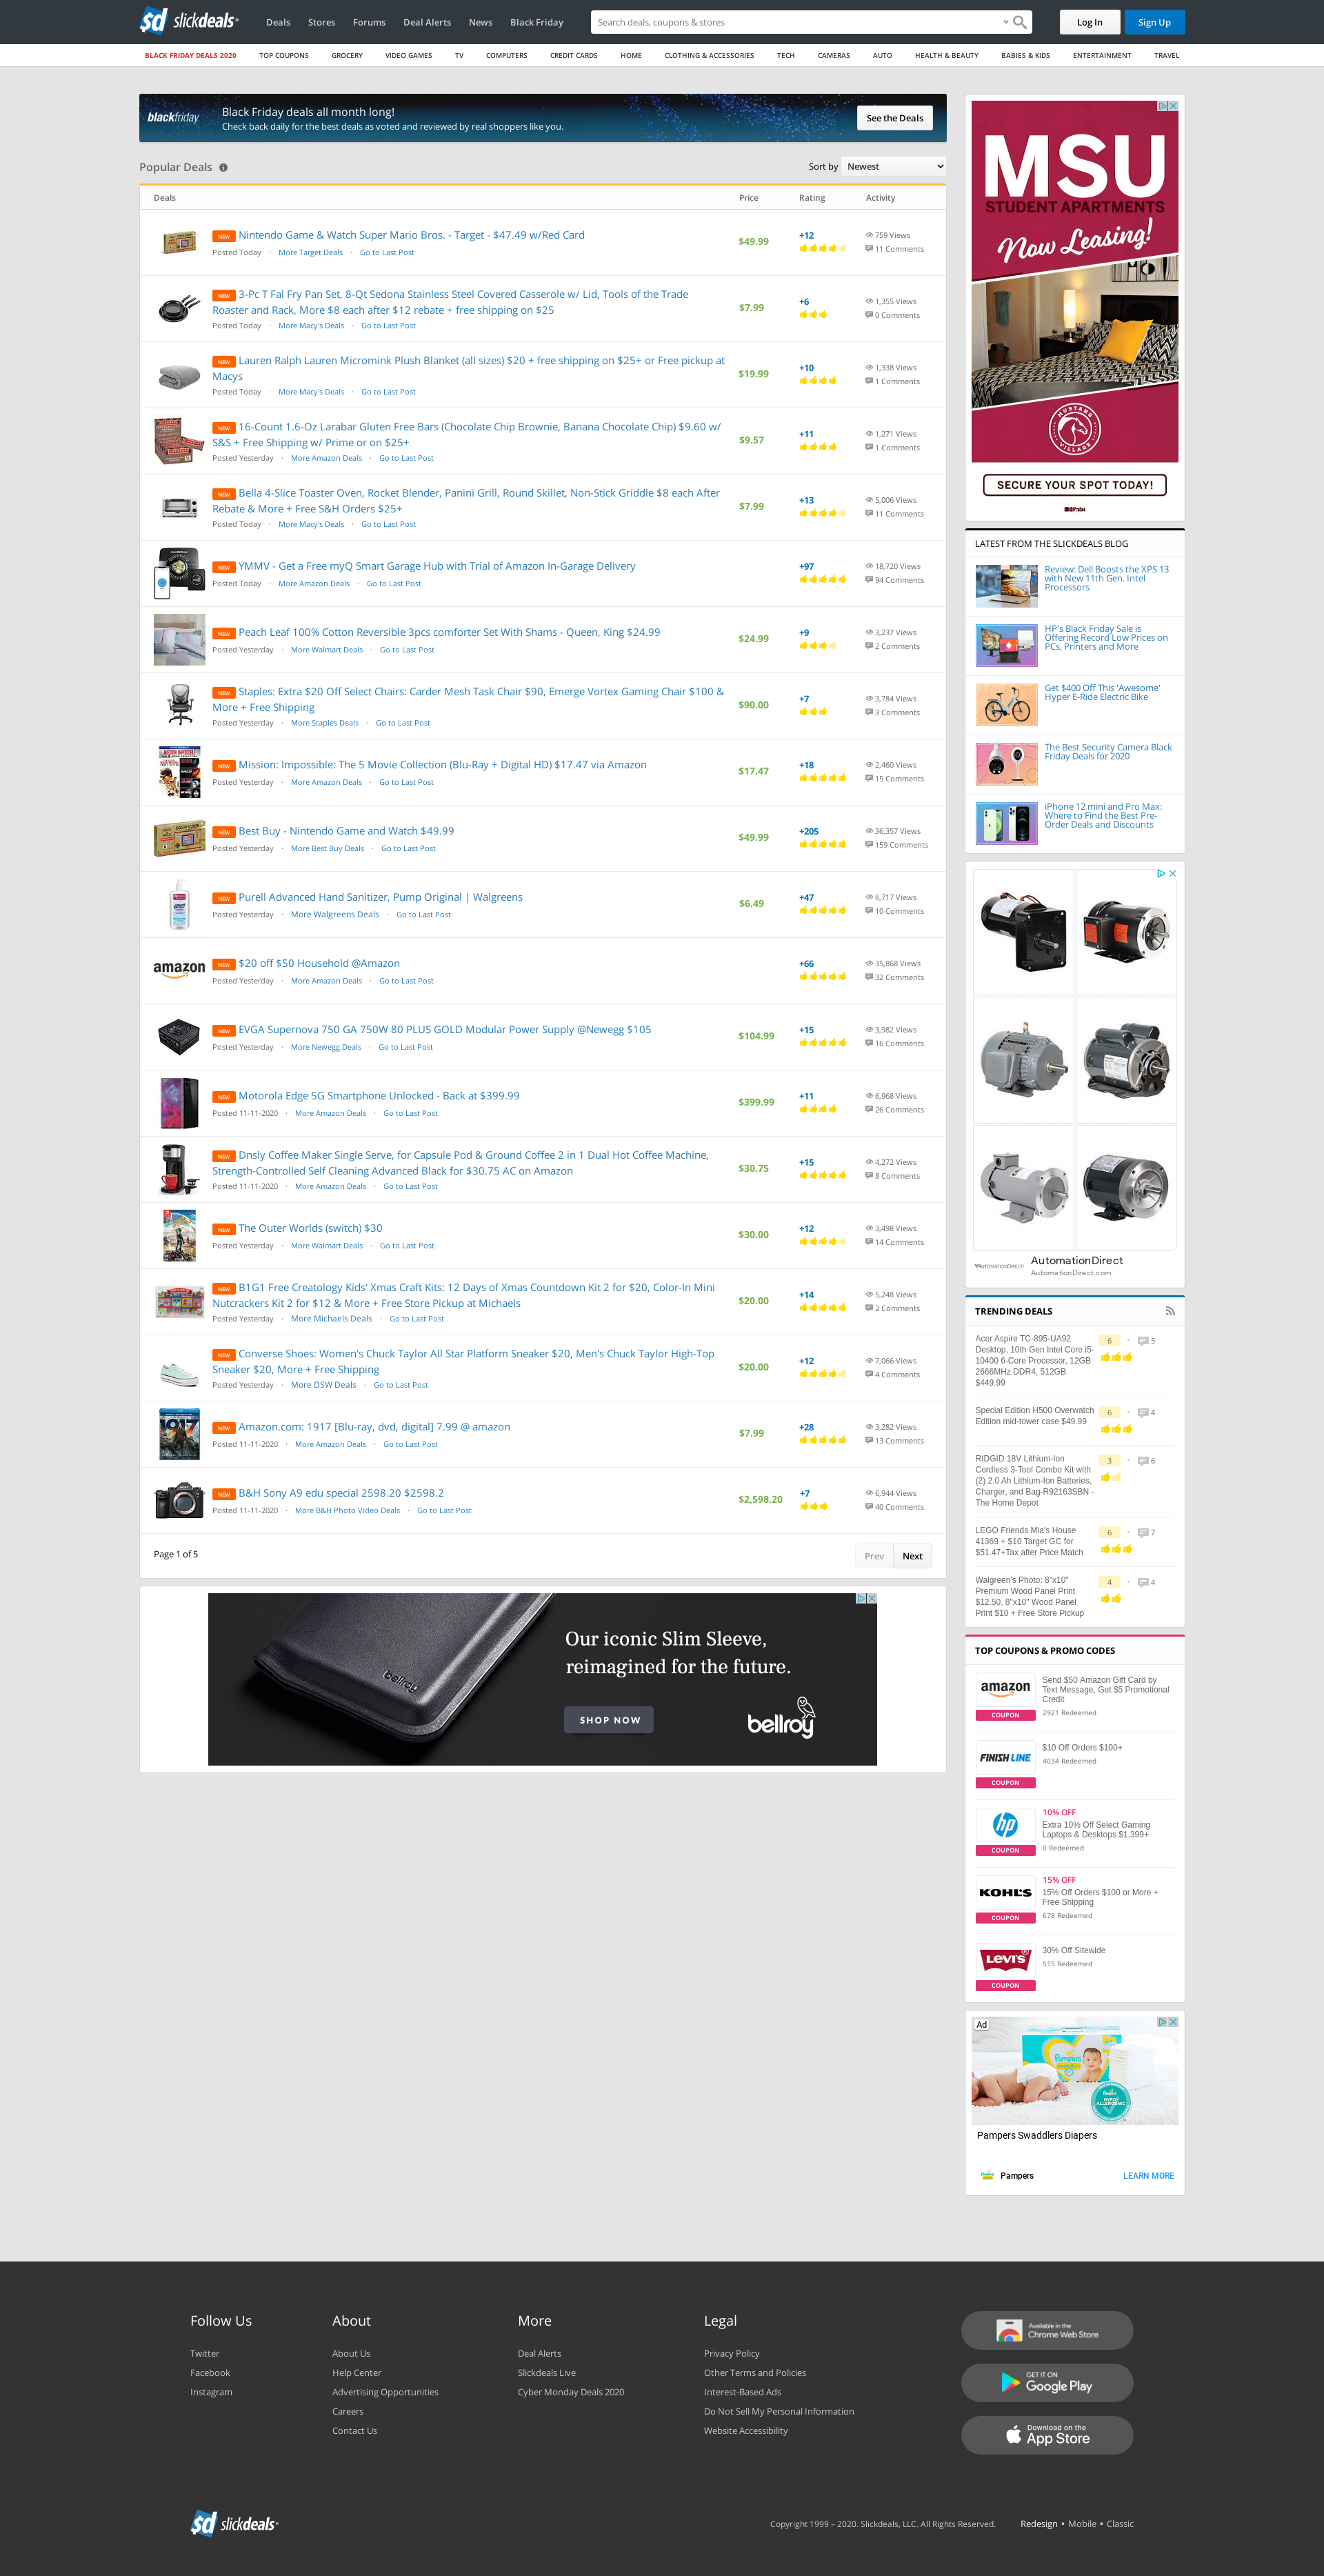 slickdeals
Deals Stores Forums Deal Alerts News Black Friday
Search deals, coupons & stores
Log In
Sign Up
BLACK FRIDAY DEALS 2020 TOP COUPONS GROCERY VIDEO GAMES TV COMPUTERS CREDIT CARDS HOME CLOTHING & ACCESSORIES TECH CAMERAS AUTO HEALTH & BEAUTY BABIES & KIDS ENTERTAINMENT TRAVEL
blackfriday
Black Friday deals all month long!
Check back daily for the best deals as voted and reviewed by real shoppers like you.
See the Deals
Popular Deals
Sort by Newest
Deals Price Rating Activity
NEW Nintendo Game & Watch Super Mario Bros. - Target - $47.49 w/Red Card
Posted Today · More Target Deals · Go to Last Post
$49.99
+12
759 Views
11 Comments
NEW 3-Pc T Fal Fry Pan Set, 8-Qt Sedona Stainless Steel Covered Casserole w/ Lid, Tools of the Trade
Roaster and Rack, More $8 each after $12 rebate + free shipping on $25
Posted Today · More Macy's Deals · Go to Last Post
$7.99
+6
1,355 Views
0 Comments
NEW Lauren Ralph Lauren Micromink Plush Blanket (all sizes) $20 + free shipping on $25+ or Free pickup at
Macys
Posted Today · More Macy's Deals · Go to Last Post
$19.99
+10
1,338 Views
1 Comments
NEW 16-Count 1.6-Oz Larabar Gluten Free Bars (Chocolate Chip Brownie, Banana Chocolate Chip) $9.60 w/
S&S + Free Shipping w/ Prime or on $25+
Posted Yesterday · More Amazon Deals · Go to Last Post
$9.57
+11
1,271 Views
1 Comments
NEW Bella 4-Slice Toaster Oven, Rocket Blender, Panini Grill, Round Skillet, Non-Stick Griddle $8 each After
Rebate & More + Free S&H Orders $25+
Posted Today · More Macy's Deals · Go to Last Post
$7.99
+13
5,006 Views
11 Comments
NEW YMMV - Get a Free myQ Smart Garage Hub with Trial of Amazon In-Garage Delivery
Posted Today · More Amazon Deals · Go to Last Post
+97
18,720 Views
94 Comments
NEW Peach Leaf 100% Cotton Reversible 3pcs comforter Set With Shams - Queen, King $24.99
Posted Yesterday · More Walmart Deals · Go to Last Post
$24.99
+9
3,237 Views
2 Comments
NEW Staples: Extra $20 Off Select Chairs: Carder Mesh Task Chair $90, Emerge Vortex Gaming Chair $100 &
More + Free Shipping
Posted Yesterday · More Staples Deals · Go to Last Post
$90.00
+7
3,784 Views
3 Comments
NEW Mission: Impossible: The 5 Movie Collection (Blu-Ray + Digital HD) $17.47 via Amazon
Posted Yesterday · More Amazon Deals · Go to Last Post
$17.47
+18
2,460 Views
15 Comments
NEW Best Buy - Nintendo Game and Watch $49.99
Posted Yesterday · More Best Buy Deals · Go to Last Post
$49.99
+205
36,357 Views
159 Comments
NEW Purell Advanced Hand Sanitizer, Pump Original | Walgreens
Posted Yesterday · More Walgreens Deals · Go to Last Post
$6.49
+47
6,717 Views
10 Comments
amazon
NEW $20 off $50 Household @Amazon
Posted Yesterday · More Amazon Deals · Go to Last Post
+66
35,868 Views
32 Comments
NEW EVGA Supernova 750 GA 750W 80 PLUS GOLD Modular Power Supply @Newegg $105
Posted Yesterday · More Newegg Deals · Go to Last Post
$104.99
+15
3,982 Views
16 Comments
NEW Motorola Edge 5G Smartphone Unlocked - Back at $399.99
Posted 11-11-2020 · More Amazon Deals · Go to Last Post
$399.99
+11
6,968 Views
26 Comments
NEW Dnsly Coffee Maker Single Serve, for Capsule Pod & Ground Coffee 2 in 1 Dual Hot Coffee Machine,
Strength-Controlled Self Cleaning Advanced Black for $30.75 AC on Amazon
Posted 11-11-2020 · More Amazon Deals · Go to Last Post
$30.75
+15
4,272 Views
8 Comments
NEW The Outer Worlds (switch) $30
Posted Yesterday · More Walmart Deals · Go to Last Post
$30.00
+12
3,498 Views
14 Comments
NEW B1G1 Free Creatology Kids' Xmas Craft Kits: 12 Days of Xmas Countdown Kit 2 for $20, Color-In Mini
Nutcrackers Kit 2 for $12 & More + Free Store Pickup at Michaels
Posted Yesterday · More Michaels Deals · Go to Last Post
$20.00
+14
5,248 Views
2 Comments
NEW Converse Shoes: Women's Chuck Taylor All Star Platform Sneaker $20, Men's Chuck Taylor High-Top
Sneaker $20, More + Free Shipping
Posted Yesterday · More DSW Deals · Go to Last Post
$20.00
+12
7,066 Views
4 Comments
1917
NEW Amazon.com: 1917 [Blu-ray, dvd, digital] 7.99 @ amazon
Posted 11-11-2020 · More Amazon Deals · Go to Last Post
$7.99
+28
3,282 Views
13 Comments
NEW B&H Sony A9 edu special 2598.20 $2598.2
Posted 11-11-2020 · More B&H Photo Video Deals · Go to Last Post
$2,598.20
+7
6,944 Views
40 Comments
Page 1 of 5
Prev Next
bellroy
Our iconic Slim Sleeve,
reimagined for the future.
SHOP NOW
bellroy
MSU
STUDENT APARTMENTS
Now Leasing!
MUSTANG VILLAGE
SECURE YOUR SPOT TODAY!
LATEST FROM THE SLICKDEALS BLOG
Review: Dell Boosts the XPS 13
with New 11th Gen. Intel
Processors
HP's Black Friday Sale is
Offering Record Low Prices on
PCs, Printers and More
Get $400 Off This 'Awesome'
Hyper E-Ride Electric Bike
The Best Security Camera Black
Friday Deals for 2020
iPhone 12 mini and Pro Max:
Where to Find the Best Pre-
Order Deals and Discounts
AUTOMATIONDIRECT
AutomationDirect
AutomationDirect.com
TRENDING DEALS
Acer Aspire TC-895-UA92
Desktop, 10th Gen Intel Core i5-
10400 6-Core Processor, 12GB
2666MHz DDR4, 512GB
$449.99
6 · 5
Special Edition H500 Overwatch
Edition mid-tower case $49.99
6 · 4
RIDGID 18V Lithium-Ion
Cordless 3-Tool Combo Kit with
(2) 2.0 Ah Lithium-Ion Batteries,
Charger, and Bag-R92163SBN -
The Home Depot
3 · 6
LEGO Friends Mia's House
41369 + $10 Target GC for
$51.47+Tax after Price Match
6 · 7
Walgreen's Photo: 8"x10"
Premium Wood Panel Print
$12.50, 8"x10" Wood Panel
Print $10 + Free Store Pickup
4 · 4
TOP COUPONS & PROMO CODES
amazon
COUPON
Send $50 Amazon Gift Card by
Text Message, Get $5 Promotional
Credit
2921 Redeemed
FINISH LINE
COUPON
$10 Off Orders $100+
4034 Redeemed
hp
COUPON
10% OFF
Extra 10% Off Select Gaming
Laptops & Desktops $1,399+
0 Redeemed
KOHL'S
COUPON
15% OFF
15% Off Orders $100 or More +
Free Shipping
678 Redeemed
LEVI'S
COUPON
30% Off Sitewide
515 Redeemed
Ad
Pampers
Pampers Swaddlers Diapers
Pampers
LEARN MORE
Follow Us
Twitter
Facebook
Instagram
About
About Us
Help Center
Advertising Opportunities
Careers
Contact Us
More
Deal Alerts
Slickdeals Live
Cyber Monday Deals 2020
Legal
Privacy Policy
Other Terms and Policies
Interest-Based Ads
Do Not Sell My Personal Information
Website Accessibility
Available in the
Chrome Web Store
GET IT ON
Google Play
Download on the
App Store
slickdeals
Copyright 1999 – 2020. Slickdeals, LLC. All Rights Reserved.
Redesign • Mobile • Classic